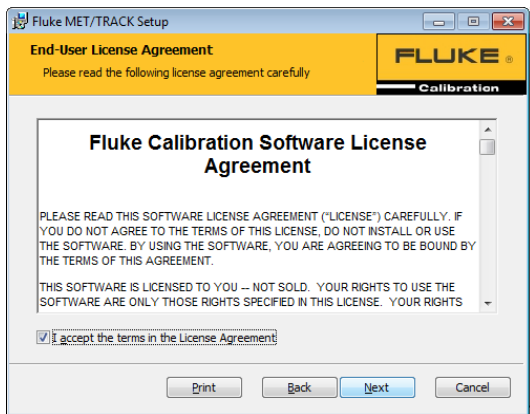 Fluke MET/TRACK Setup
End-User License Agreement
Please read the following license agreement carefully
FLUKE ®
Calibration
Fluke Calibration Software License
Agreement
PLEASE READ THIS SOFTWARE LICENSE AGREEMENT ("LICENSE") CAREFULLY. IF
YOU DO NOT AGREE TO THE TERMS OF THIS LICENSE, DO NOT INSTALL OR USE
THE SOFTWARE. BY USING THE SOFTWARE, YOU ARE AGREEING TO BE BOUND BY
THE TERMS OF THIS AGREEMENT.
THIS SOFTWARE IS LICENSED TO YOU -- NOT SOLD. YOUR RIGHTS TO USE THE
SOFTWARE ARE ONLY THOSE RIGHTS SPECIFIED IN THIS LICENSE. YOUR RIGHTS
I accept the terms in the License Agreement
Print Back Next Cancel